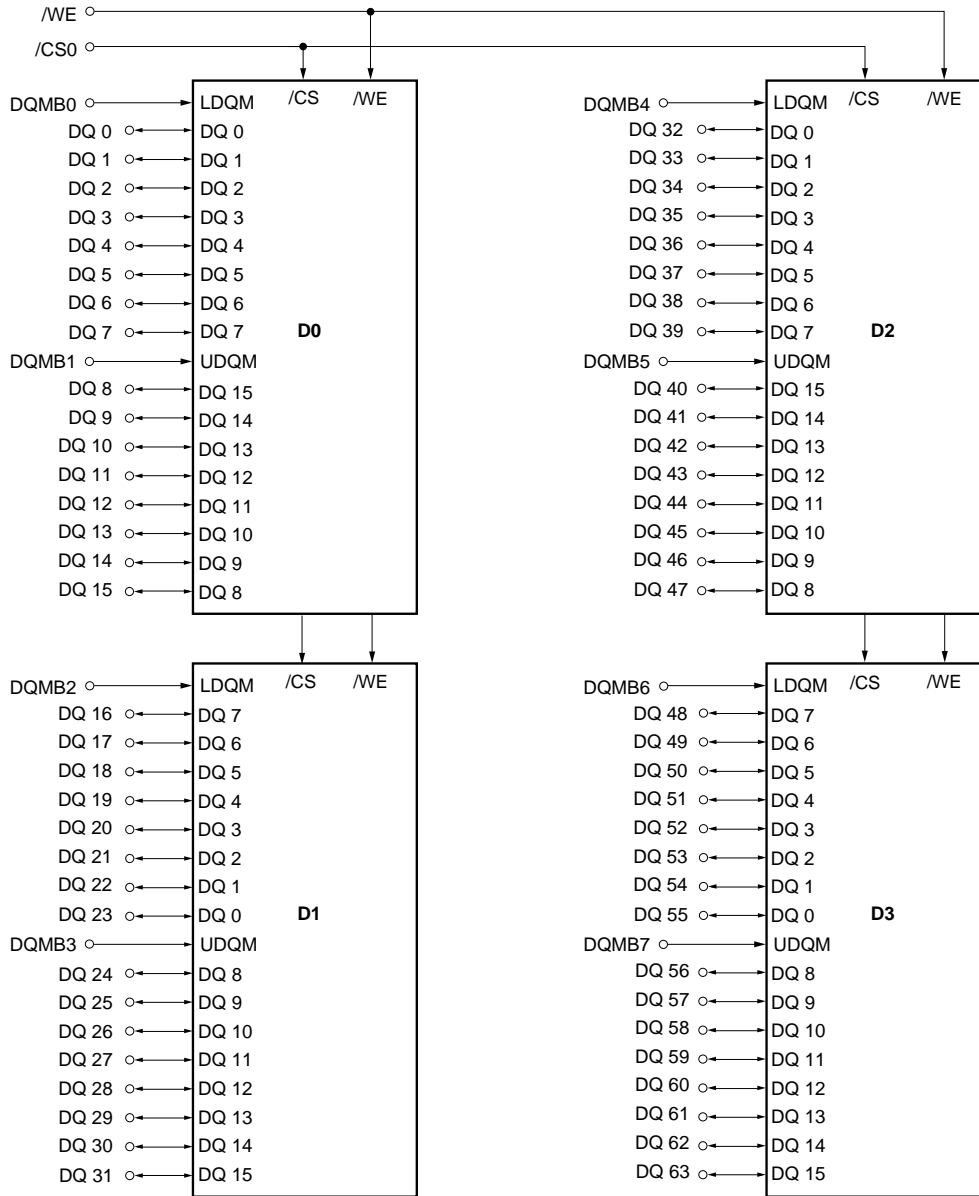 /WE
/CS0
DQMB0 LDQM /CS /WE
DQ 0 DQ 0
DQ 1 DQ 1
DQ 2 DQ 2
DQ 3 DQ 3
DQ 4 DQ 4
DQ 5 DQ 5
DQ 6 DQ 6
DQ 7 DQ 7 D0
DQMB1 UDQM
DQ 8 DQ 15
DQ 9 DQ 14
DQ 10 DQ 13
DQ 11 DQ 12
DQ 12 DQ 11
DQ 13 DQ 10
DQ 14 DQ 9
DQ 15 DQ 8
DQMB4 LDQM /CS /WE
DQ 32 DQ 0
DQ 33 DQ 1
DQ 34 DQ 2
DQ 35 DQ 3
DQ 36 DQ 4
DQ 37 DQ 5
DQ 38 DQ 6
DQ 39 DQ 7 D2
DQMB5 UDQM
DQ 40 DQ 15
DQ 41 DQ 14
DQ 42 DQ 13
DQ 43 DQ 12
DQ 44 DQ 11
DQ 45 DQ 10
DQ 46 DQ 9
DQ 47 DQ 8
DQMB2 LDQM /CS /WE
DQ 16 DQ 7
DQ 17 DQ 6
DQ 18 DQ 5
DQ 19 DQ 4
DQ 20 DQ 3
DQ 21 DQ 2
DQ 22 DQ 1
DQ 23 DQ 0 D1
DQMB3 UDQM
DQ 24 DQ 8
DQ 25 DQ 9
DQ 26 DQ 10
DQ 27 DQ 11
DQ 28 DQ 12
DQ 29 DQ 13
DQ 30 DQ 14
DQ 31 DQ 15
DQMB6 LDQM /CS /WE
DQ 48 DQ 7
DQ 49 DQ 6
DQ 50 DQ 5
DQ 51 DQ 4
DQ 52 DQ 3
DQ 53 DQ 2
DQ 54 DQ 1
DQ 55 DQ 0 D3
DQMB7 UDQM
DQ 56 DQ 8
DQ 57 DQ 9
DQ 58 DQ 10
DQ 59 DQ 11
DQ 60 DQ 12
DQ 61 DQ 13
DQ 62 DQ 14
DQ 63 DQ 15